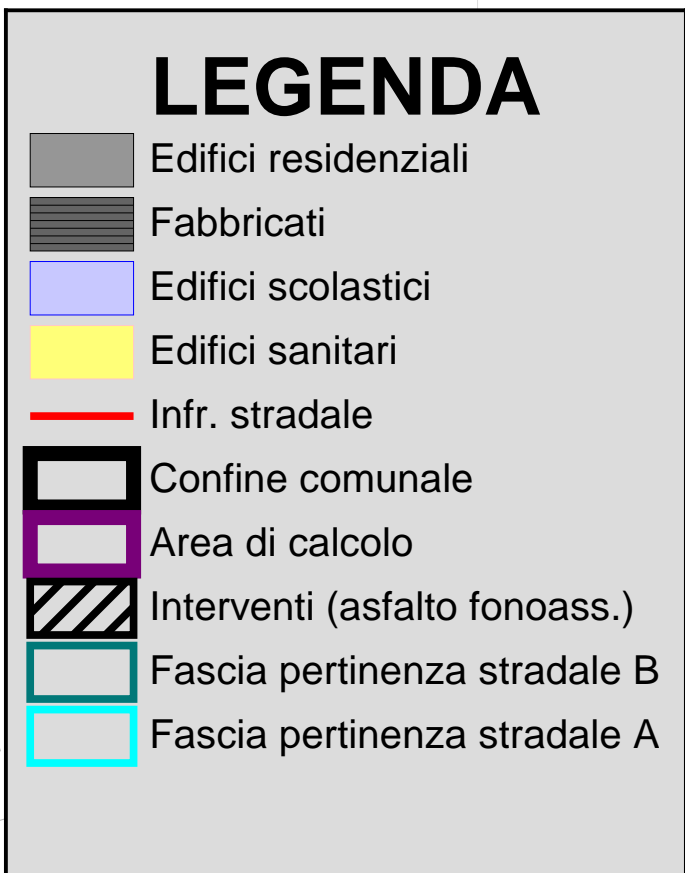 LEGENDA
Edifici residenziali
Fabbricati
Edifici scolastici
Edifici sanitari
Infr. stradale
Confine comunale
Area di calcolo
Interventi (asfalto fonoass.)
Fascia pertinenza stradale B
Fascia pertinenza stradale A